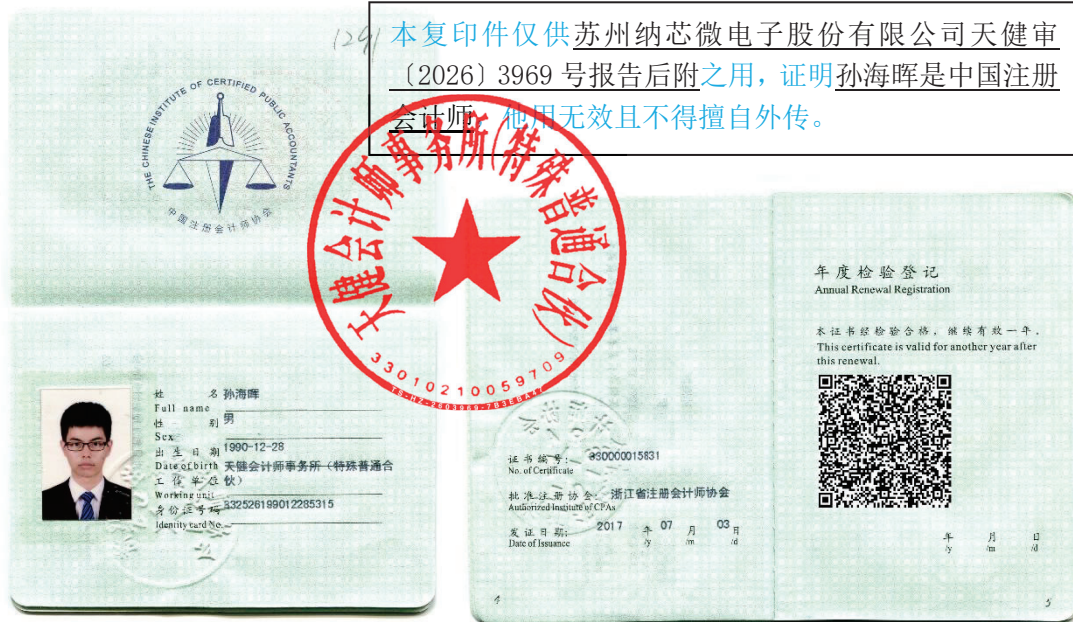 1291
本复印件仅供苏州纳芯微电子股份有限公司天健审
〔2026〕3969 号报告后附之用，证明孙海晖是中国注册
会计师，他用无效且不得擅自外传。
THE CHINESE INSTITUTE OF CERTIFIED PUBLIC ACCOUNTANTS
中国注册会计师协会
天健会计师事务所(特殊普通合伙)
33010210059709
姓 名 孙海晖
Full name
性 别 男
Sex
出生日期 1990-12-28
Date of birth
工作单位 天健会计师事务所（特殊普通合
伙）
Working unit
身份证号码 332526199012285315
Identity card No.
证书编号: 330000015831
No. of Certificate
批准注册协会: 浙江省注册会计师协会
Authorized Institute of CPAs
发证日期: 2017 年 07 月 03 日
Date of Issuance /y /m /d
4
年度检验登记
Annual Renewal Registration
本证书经检验合格，继续有效一年。
This certificate is valid for another year after
this renewal.
年 月 日
/y /m /d
5